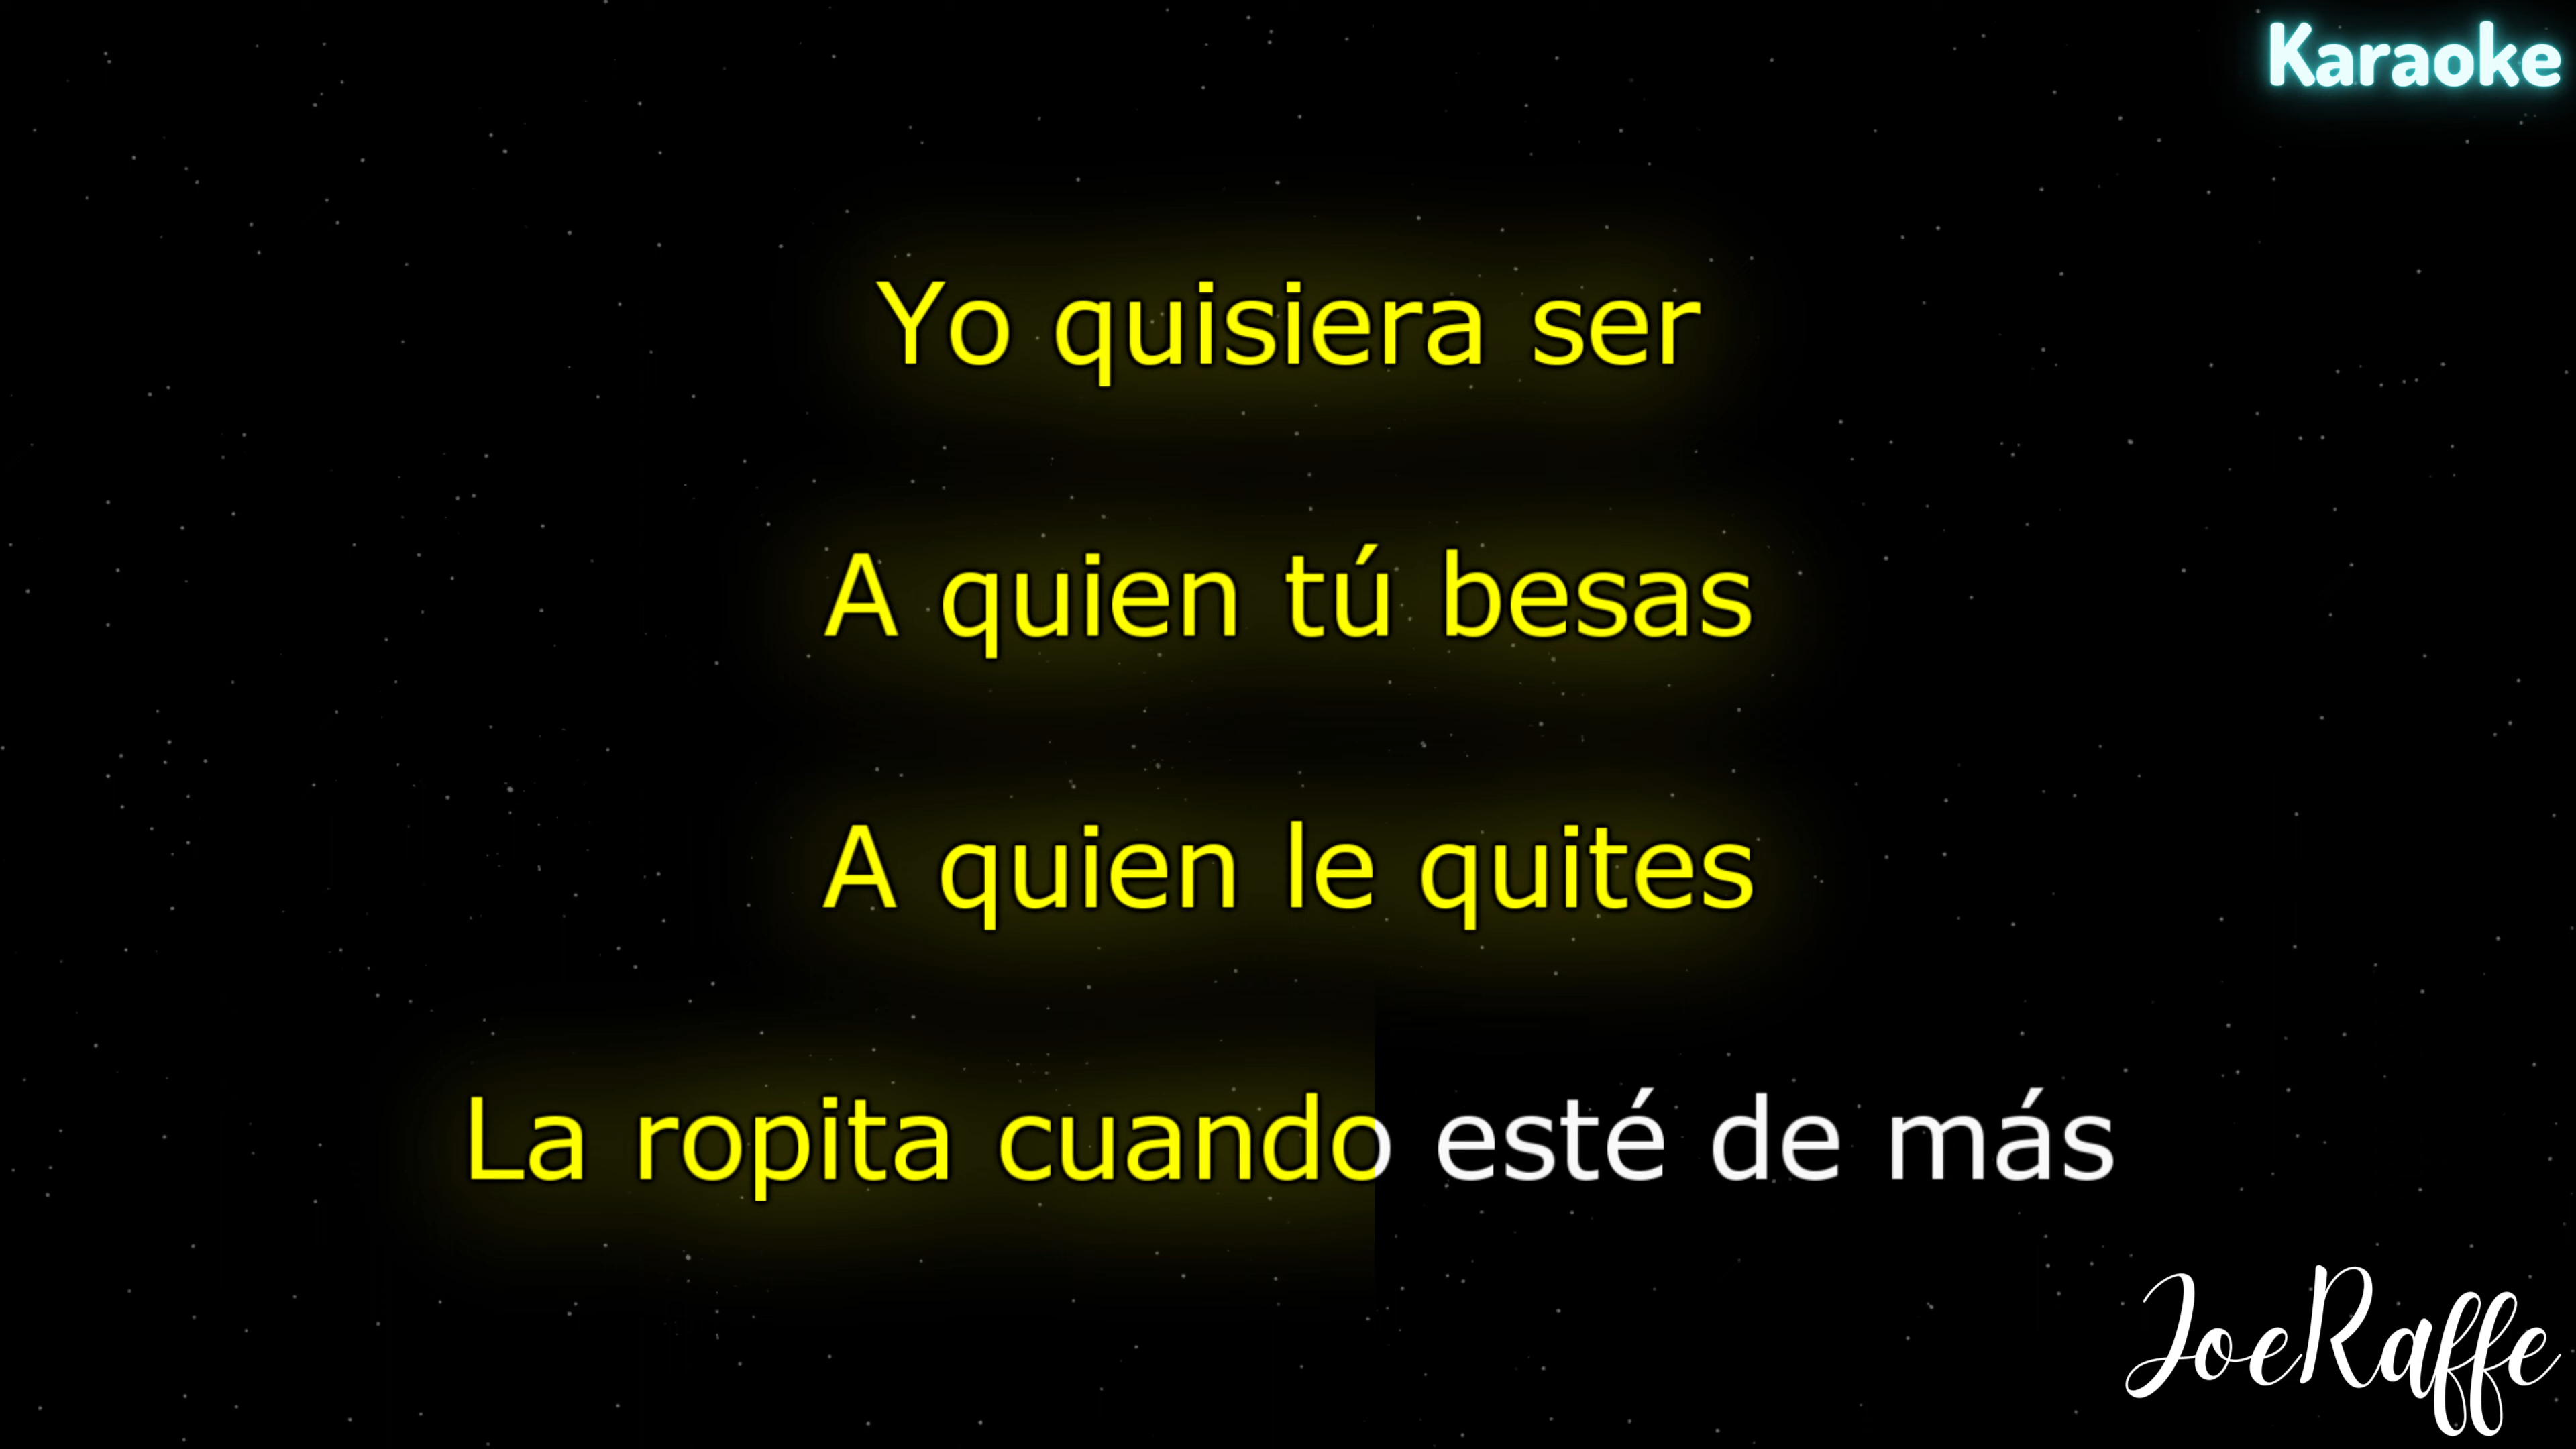 Karaoke
Yo quisiera ser
A quien tú besas
A quien le quites
La ropita cuando esté de más
JoeRaffe